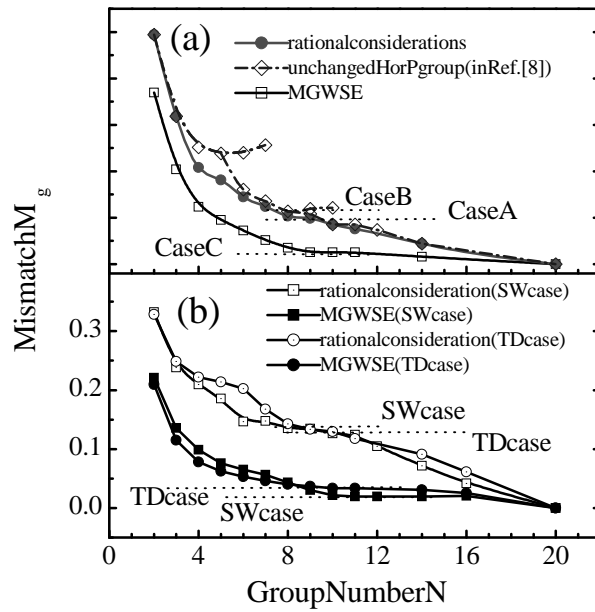 (a)
rationalconsiderations
unchangedHorPgroup(inRef.[8])
MGWSE
CaseB
CaseA
CaseC
MismatchM_g
(b)
rationalconsideration(SWcase)
MGWSE(SWcase)
rationalconsideration(TDcase)
MGWSE(TDcase)
0.3
0.2
0.1
0.0
SWcase
TDcase
TDcase
SWcase
0 4 8 12 16 20
GroupNumberN